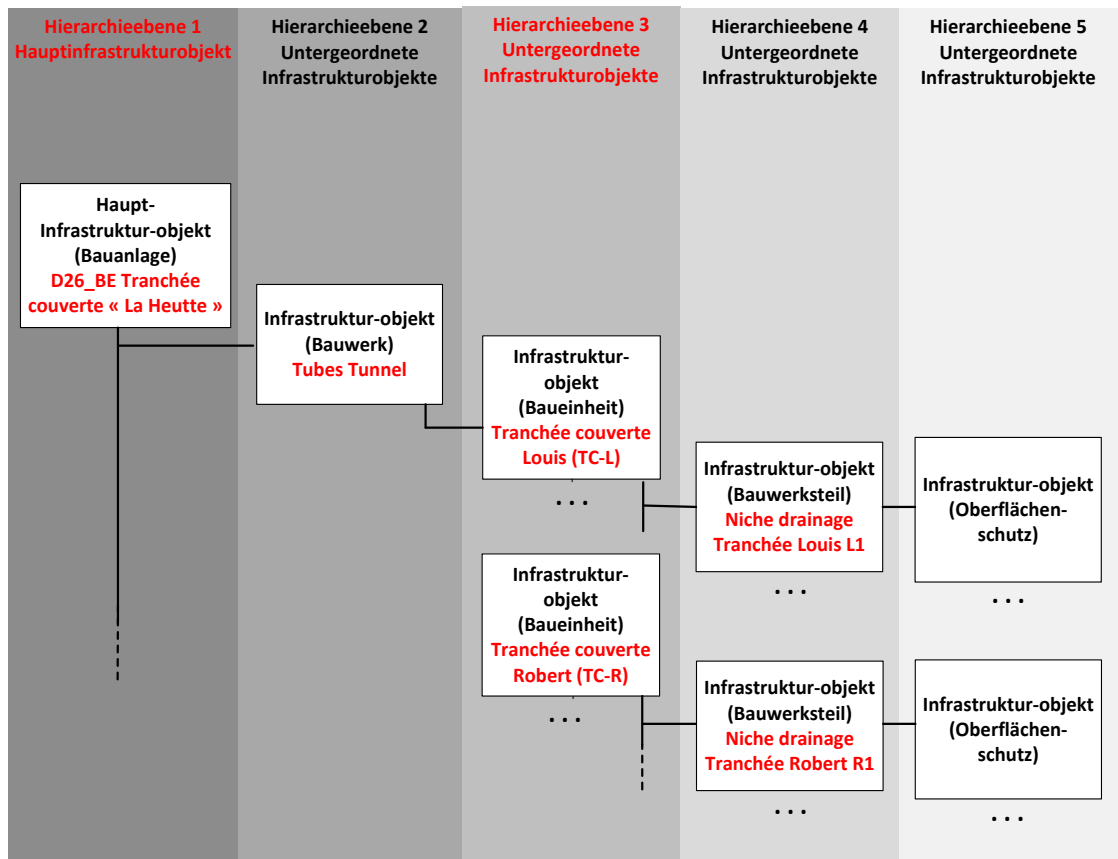 Hierarchieebene 1
Hauptinfrastrukturobjekt
Hierarchieebene 2
Untergeordnete
Infrastrukturobjekte
Hierarchieebene 3
Untergeordnete
Infrastrukturobjekte
Hierarchieebene 4
Untergeordnete
Infrastrukturobjekte
Hierarchieebene 5
Untergeordnete
Infrastrukturobjekte
Haupt-
Infrastruktur-objekt
(Bauanlage)
D26_BE Tranchée
couverte « La Heutte »
Infrastruktur-objekt
(Bauwerk)
Tubes Tunnel
Infrastruktur-
objekt
(Baueinheit)
Tranchée couverte
Louis (TC-L)
. . .
Infrastruktur-objekt
(Bauwerksteil)
Niche drainage
Tranchée Louis L1
. . .
Infrastruktur-objekt
(Oberflächen-
schutz)
. . .
Infrastruktur-
objekt
(Baueinheit)
Tranchée couverte
Robert (TC-R)
. . .
Infrastruktur-objekt
(Bauwerksteil)
Niche drainage
Tranchée Robert R1
. . .
Infrastruktur-objekt
(Oberflächen-
schutz)
. . .